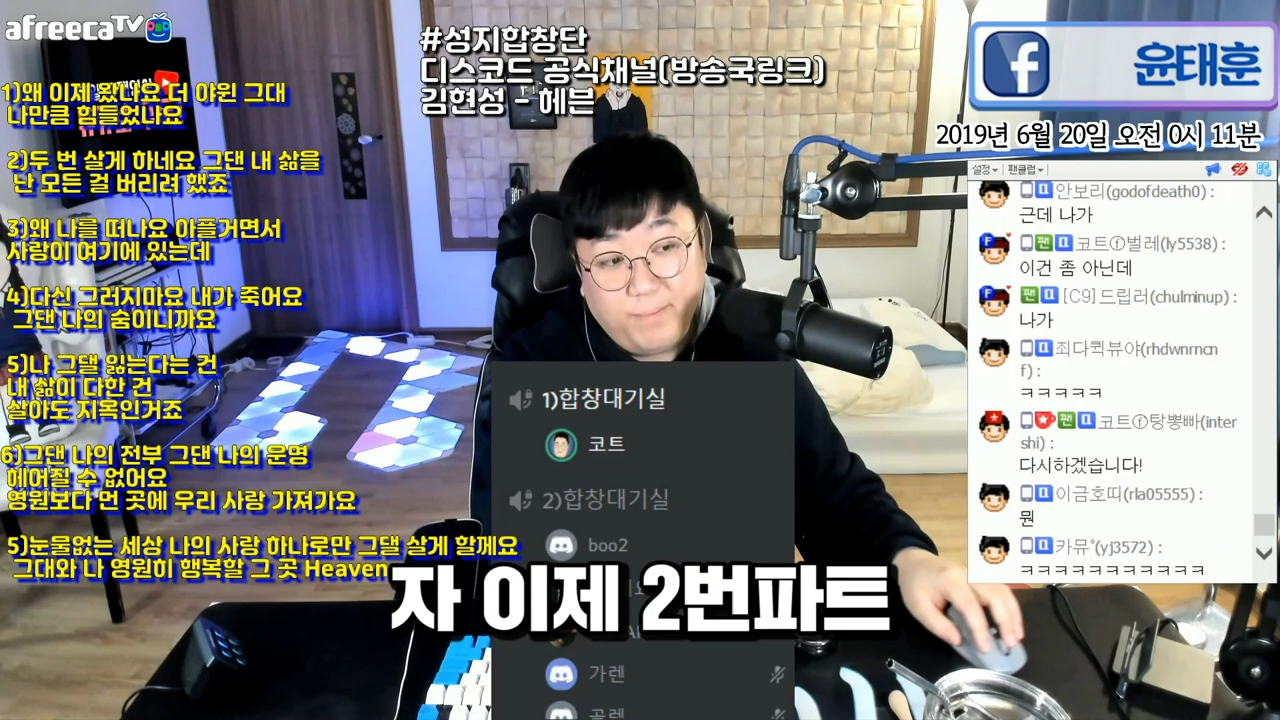 afreecaTV
#성지합창단
디스코드 공식채널(방송국링크)
김현성 - 헤븐
윤태훈
2019년 6월 20일 오전 0시 11분
1)왜 이제 왔나요 더 야윈 그대
나만큼 힘들었나요
2)두 번 살게 하네요 그댄 내 삶을
난 모든 걸 버리려 했죠
3)왜 나를 떠나요 아플거면서
사랑이 여기에 있는데
4)다신 그러지마요 내가 죽어요
그댄 나의 숨이니까요
5)나 그댈 잃는다는 건
내 삶이 다한 건
살아도 지옥인거죠
6)그댄 나의 전부 그댄 나의 운명
헤어질 수 없어요
영원보다 먼 곳에 우리 사랑 가져가요
5)눈물없는 세상 나의 사랑 하나로만 그댈 살게 할께요
그대와 나 영원히 행복할 그 곳 Heaven
1)합창대기실
코트
2)합창대기실
boo2
가렌
골렘
자 이제 2번파트
설정 팬클럽
안보리(godofdeath0) :
근데 나가
팬 코트ⓕ벌레(ly5538) :
이건 좀 아닌데
팬 [C9]드립러(chulminup) :
나가
죄다퀵뷰야(rhdwnrncn
f) :
ㅋㅋㅋㅋㅋ
팬 코트ⓕ탕뽕빠(inter
shi) :
다시하겠습니다!
이금호띠(rla05555) :
뭔
카뮤°(yj3572) :
ㅋㅋㅋㅋㅋㅋㅋㅋㅋㅋㅋ